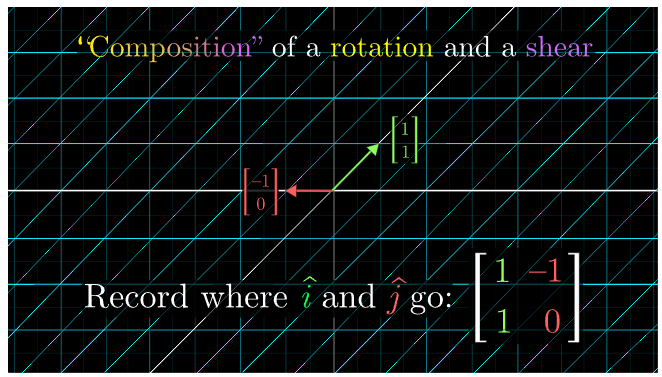 “Composition” of a rotation and a shear
[1 1]
[−1 0]
Record where î and ĵ go: [1 −1
1 0]